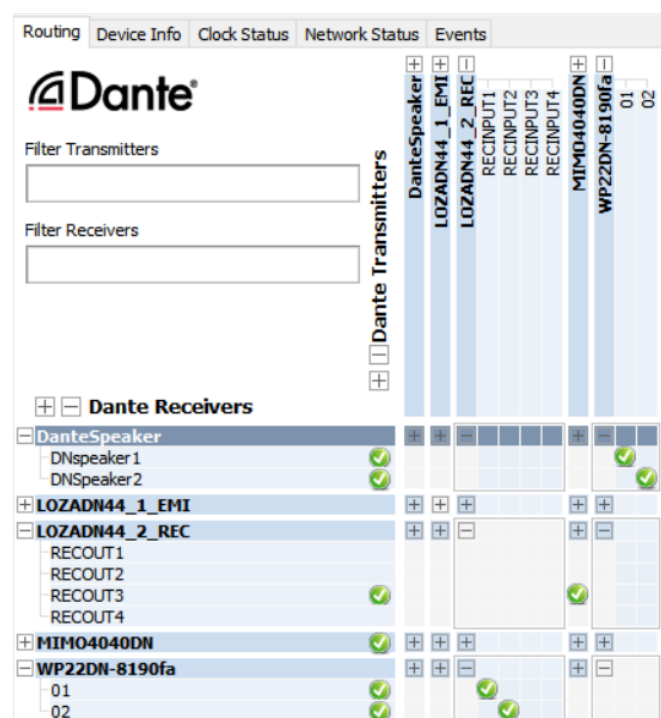 Routing Device Info Clock Status Network Status Events
Dante®
Filter Transmitters
Filter Receivers
Dante Transmitters
DanteSpeaker
LOZADN44_1_EMI
LOZADN44_2_REC
RECINPUT1
RECINPUT2
RECINPUT3
RECINPUT4
MIMO4040DN
WP22DN-8190fa
01
02
Dante Receivers
DanteSpeaker
DNspeaker1
DNSpeaker2
LOZADN44_1_EMI
LOZADN44_2_REC
RECOUT1
RECOUT2
RECOUT3
RECOUT4
MIMO4040DN
WP22DN-8190fa
01
02